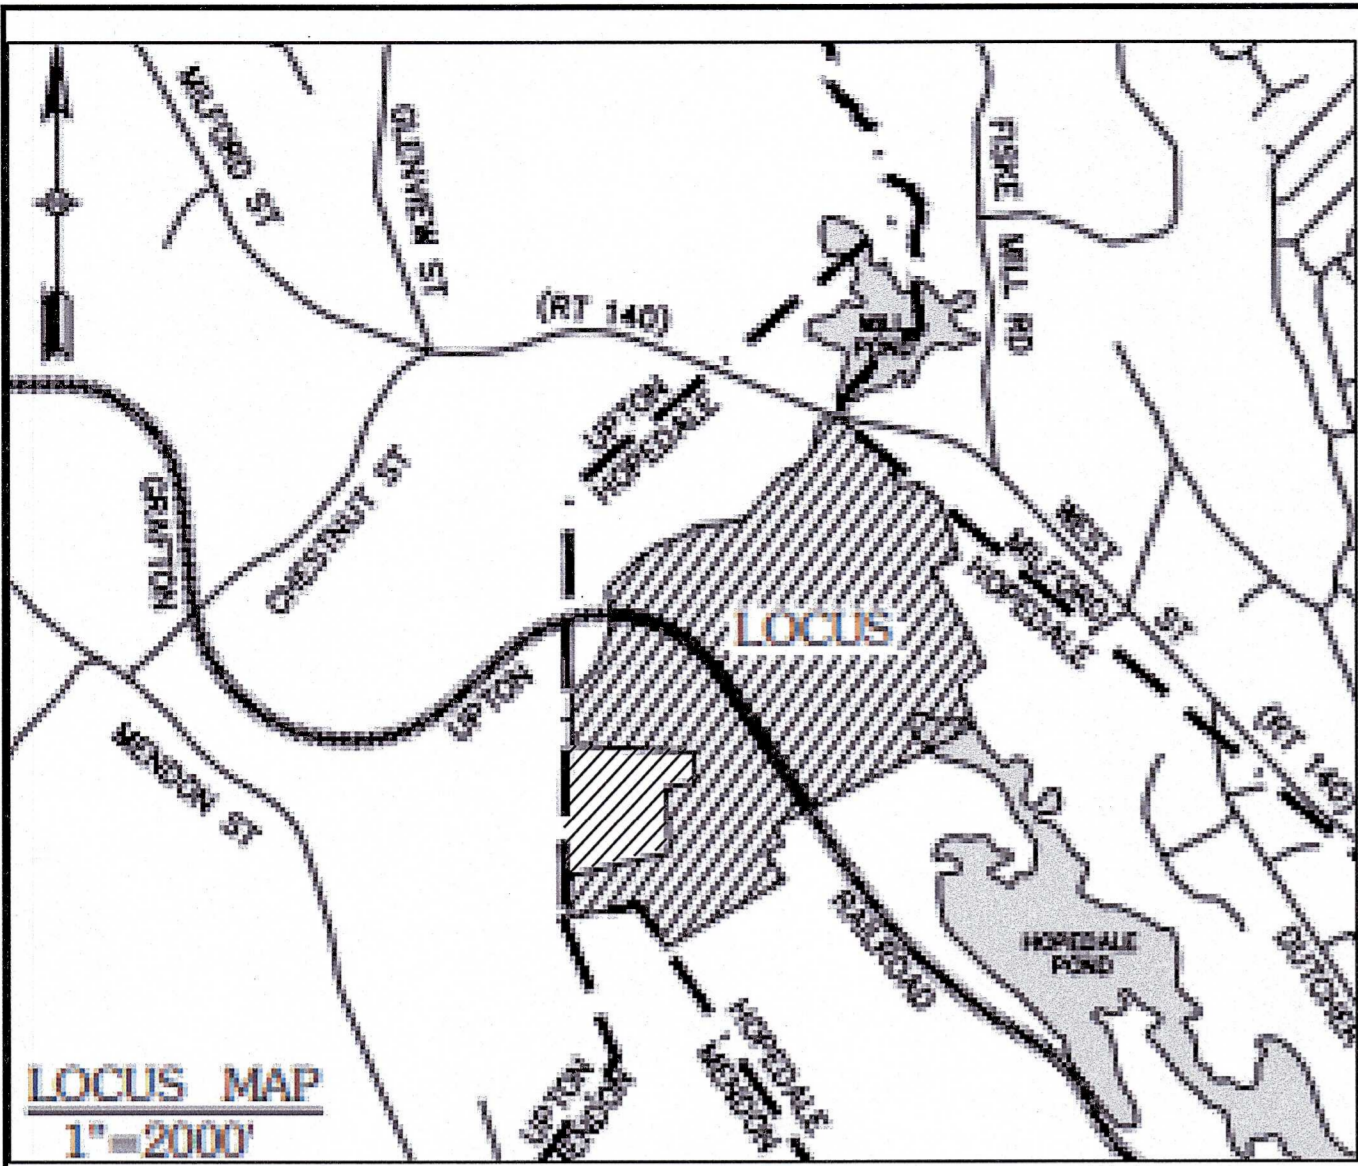 MILFORD ST
GLENVIEW ST
FISKE
MILL RD
(RT 140)
MILL
POND
UPTON
HOPEDALE
GRAFTON
CHESTNUT ST
WEST
ST
MILFORD
HOPEDALE
LOCUS
UPTON
MENDON ST
(RT 140)
RAILROAD
HOPEDALE
POND
DUTCHER
HOPEDALE
MENDON
UPTON
MENDON
LOCUS MAP
1"=2000'